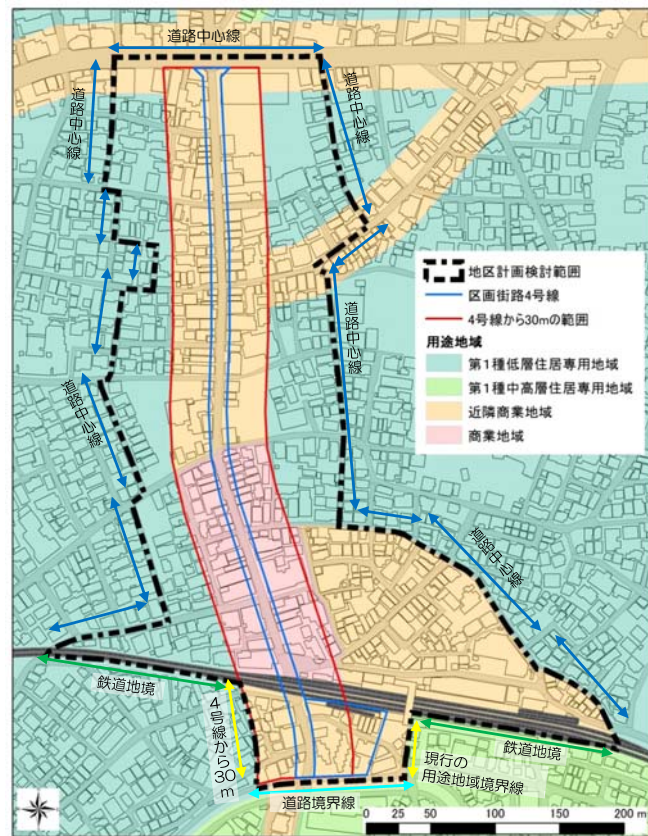 道路中心線
道路中心線
道路中心線
地区計画検討範囲
区画街路4号線
4号線から30mの範囲
用途地域
第1種低層住居専用地域
第1種中高層住居専用地域
近隣商業地域
商業地域
道路中心線
道路中心線
道路中心線
鉄道地境
4号線から30m
鉄道地境
現行の
用途地域境界線
道路境界線
0 25 50 100 150 200 m